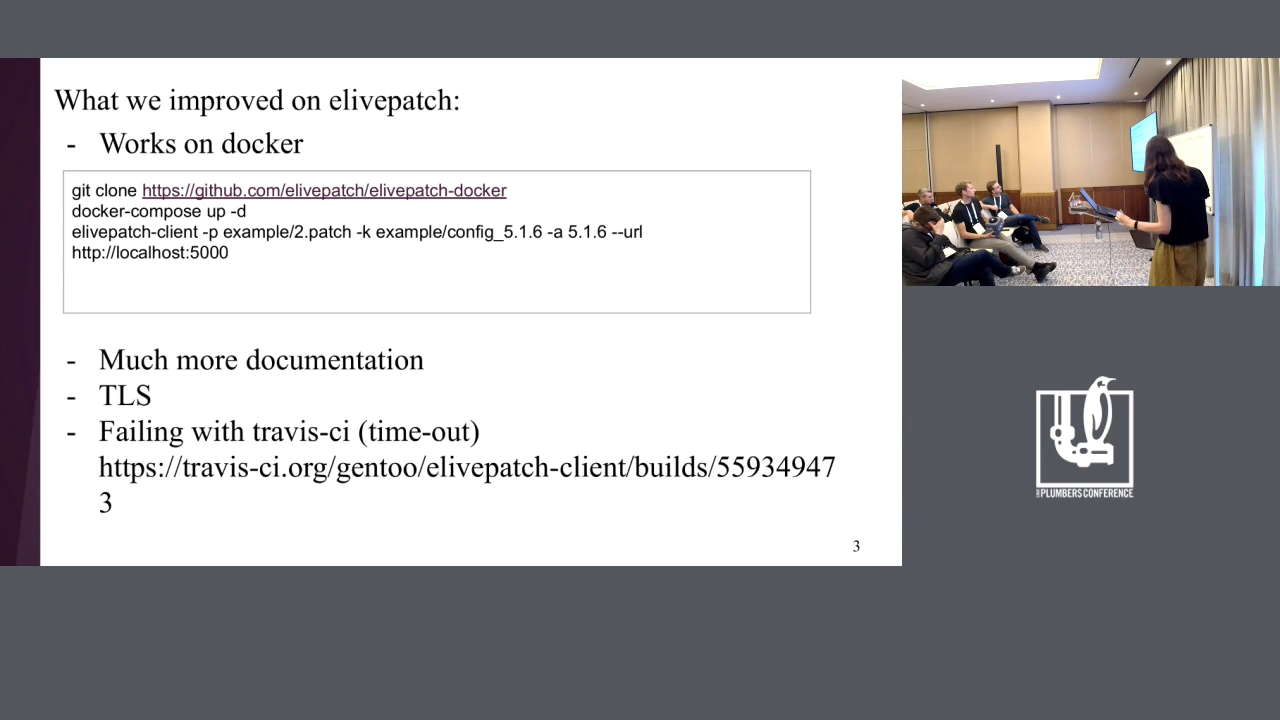 What we improved on elivepatch:
- Works on docker
git clone https://github.com/elivepatch/elivepatch-docker
docker-compose up -d
elivepatch-client -p example/2.patch -k example/config_5.1.6 -a 5.1.6 --url
http://localhost:5000
- Much more documentation
- TLS
- Failing with travis-ci (time-out)
https://travis-ci.org/gentoo/elivepatch-client/builds/55934947
3
3
PLUMBERS CONFERENCE